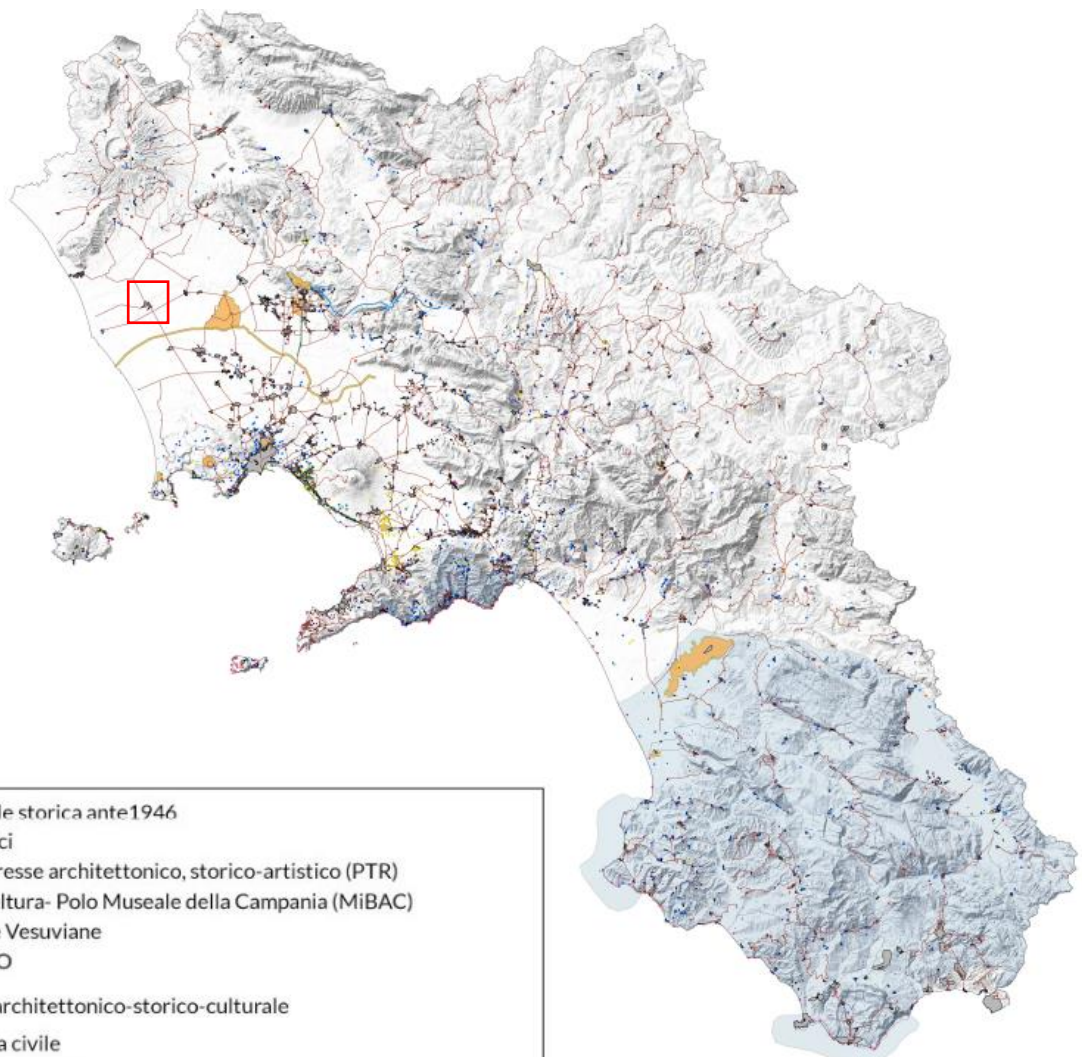 le storica ante1946
ci
resse architettonico, storico-artistico (PTR)
ltura- Polo Museale della Campania (MiBAC)
e Vesuviane
O
architettonico-storico-culturale
a civile